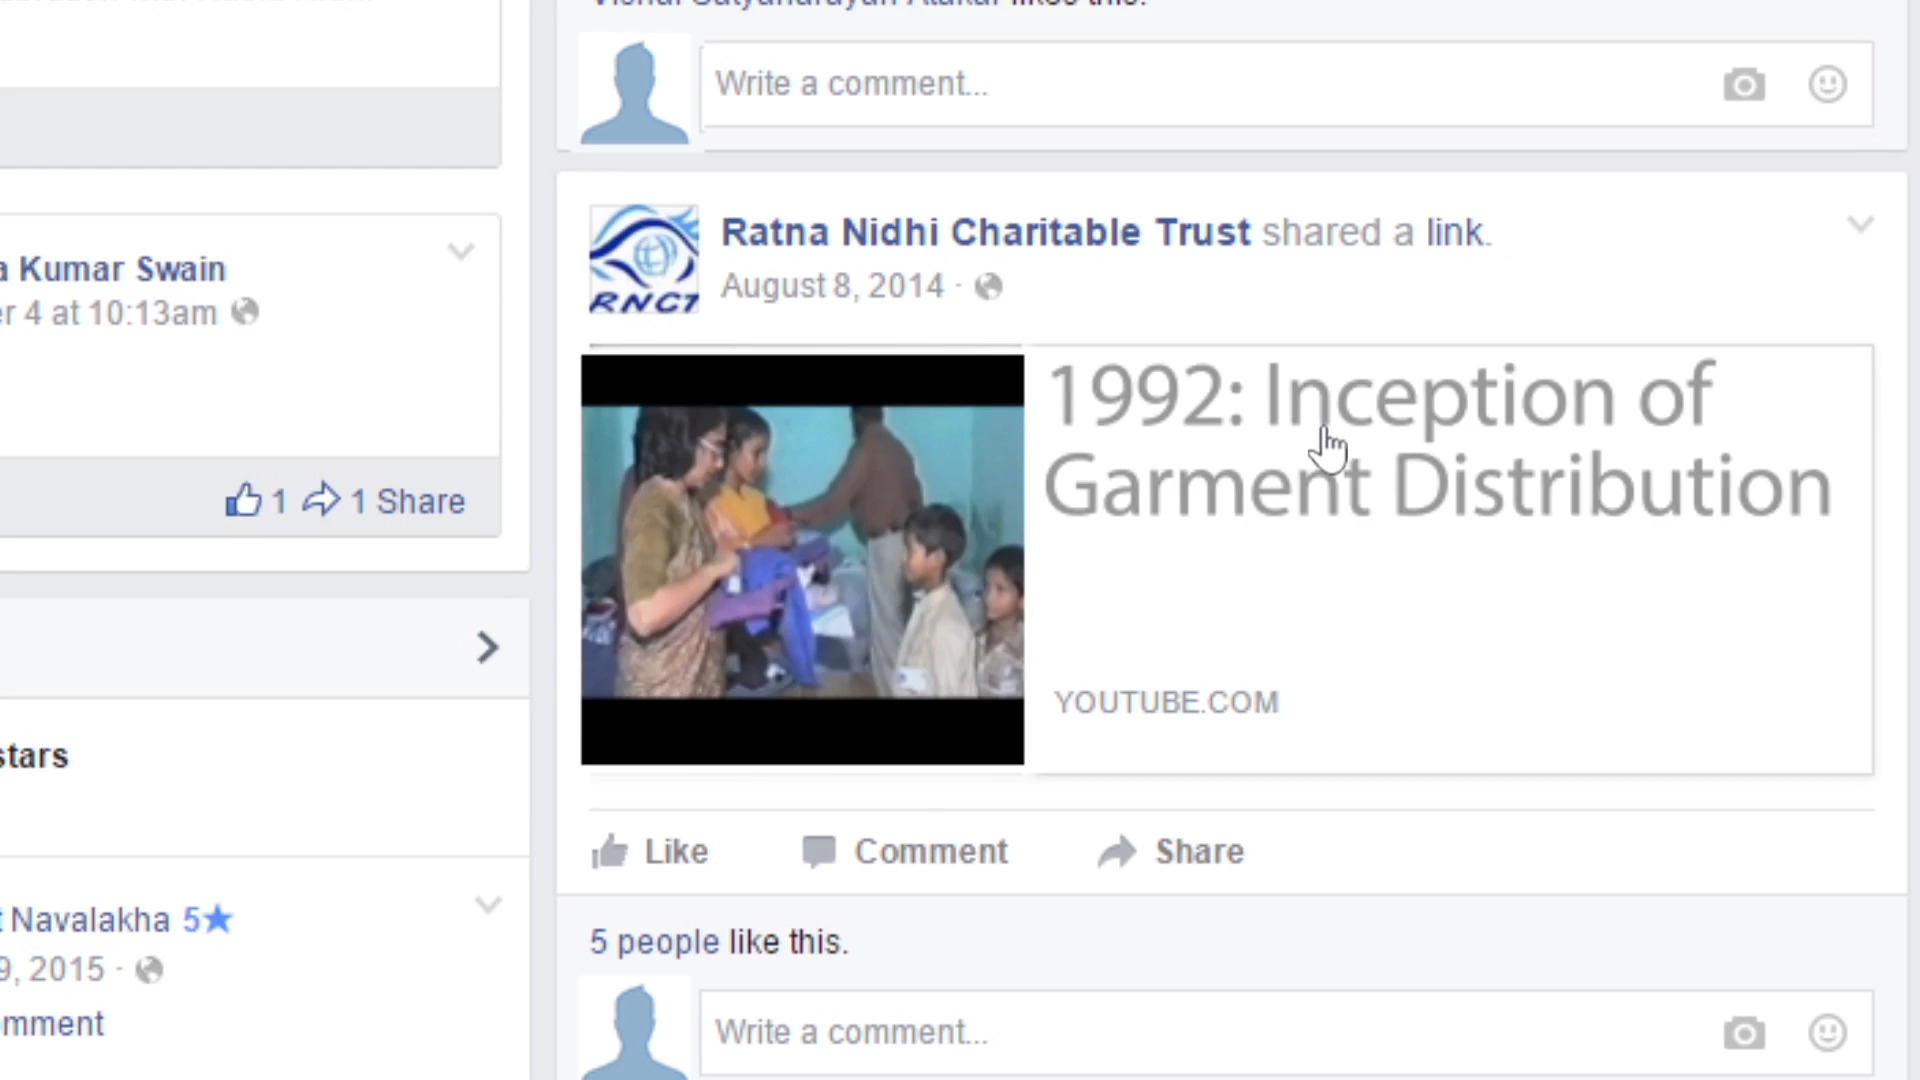 likes this.
Write a comment...
Ratna Nidhi Charitable Trust shared a link.
August 8, 2014 ·
RNCT
1992: Inception of
Garment Distribution
YOUTUBE.COM
Like Comment Share
5 people like this.
Write a comment...
a Kumar Swain
r 4 at 10:13am
1 1 Share
stars
t Navalakha 5★
9, 2015 ·
mment